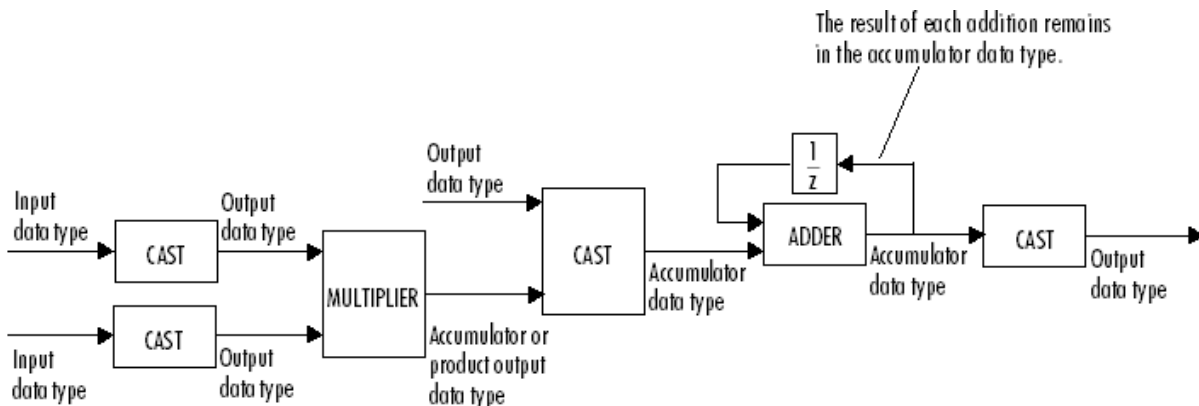 The result of each addition remains
in the accumulator data type.
1
z
Output
data type
Input
data type
Output
data type
CAST
MULTIPLIER
CAST
ADDER
CAST
Accumulator
data type
Accumulator
data type
Output
data type
CAST
Input
data type
Output
data type
Accumulator or
product output
data type